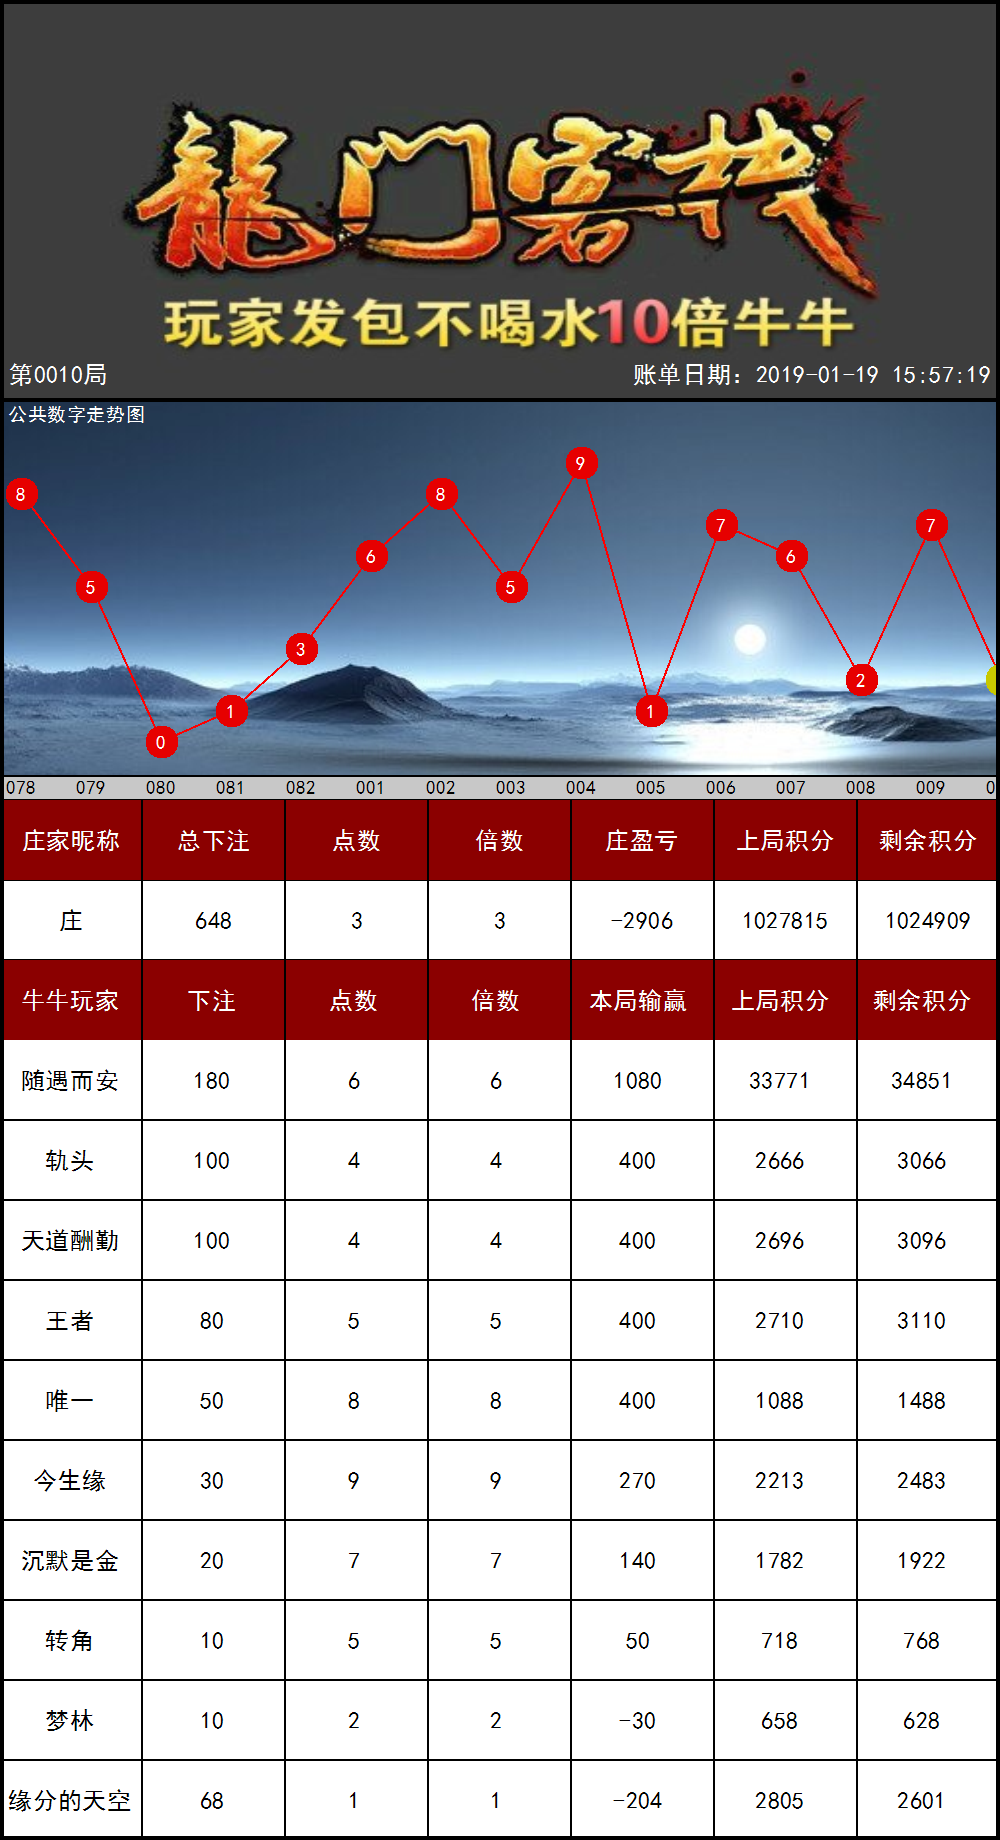 龍门客栈
玩家发包不喝水10倍牛牛
第0010局 账单日期: 2019-01-19 15:57:19
公共数字走势图
8 5 0 1 3 6 8 5 9 1 7 6 2 7
078 079 080 081 082 001 002 003 004 005 006 007 008 009 0
庄家昵称 总下注 点数 倍数 庄盈亏 上局积分 剩余积分
庄 648 3 3 -2906 1027815 1024909
牛牛玩家 下注 点数 倍数 本局输赢 上局积分 剩余积分
随遇而安 180 6 6 1080 33771 34851
轨头 100 4 4 400 2666 3066
天道酬勤 100 4 4 400 2696 3096
王者 80 5 5 400 2710 3110
唯一 50 8 8 400 1088 1488
今生缘 30 9 9 270 2213 2483
沉默是金 20 7 7 140 1782 1922
转角 10 5 5 50 718 768
梦林 10 2 2 -30 658 628
缘分的天空 68 1 1 -204 2805 2601